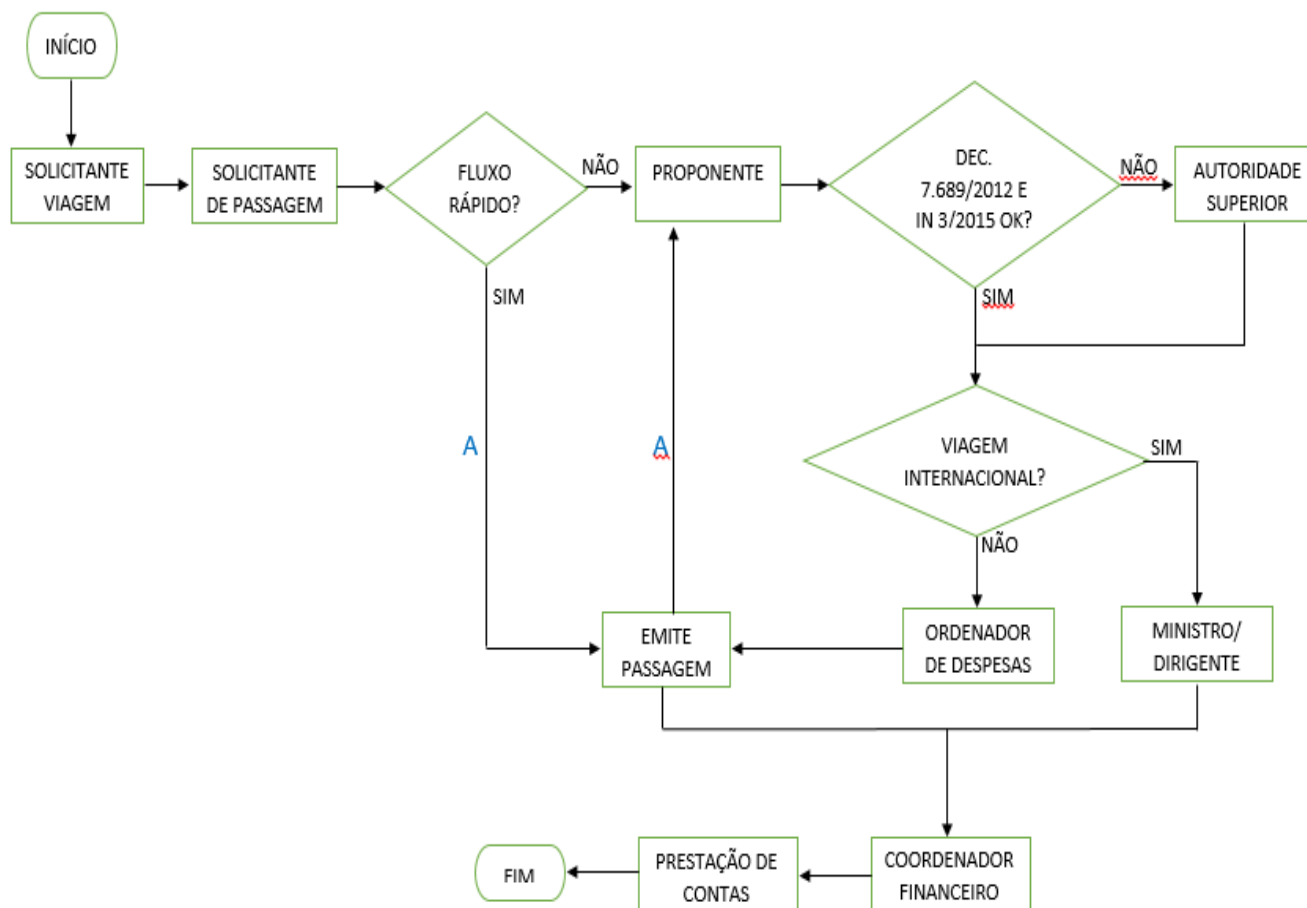 INÍCIO
SOLICITANTE
VIAGEM
SOLICITANTE
DE PASSAGEM
FLUXO
RÁPIDO?
NÃO
SIM
PROPONENTE
DEC.
7.689/2012 E
IN 3/2015 OK?
NÃO
SIM
AUTORIDADE
SUPERIOR
A
A
VIAGEM
INTERNACIONAL?
SIM
NÃO
EMITE
PASSAGEM
ORDENADOR
DE DESPESAS
MINISTRO/
DIRIGENTE
FIM
PRESTAÇÃO DE
CONTAS
COORDENADOR
FINANCEIRO